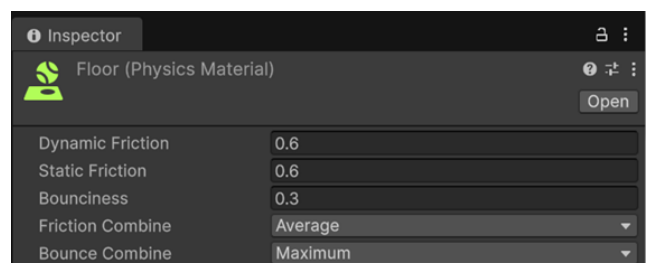 Inspector
Floor (Physics Material)
Open
Dynamic Friction 0.6
Static Friction 0.6
Bounciness 0.3
Friction Combine Average
Bounce Combine Maximum